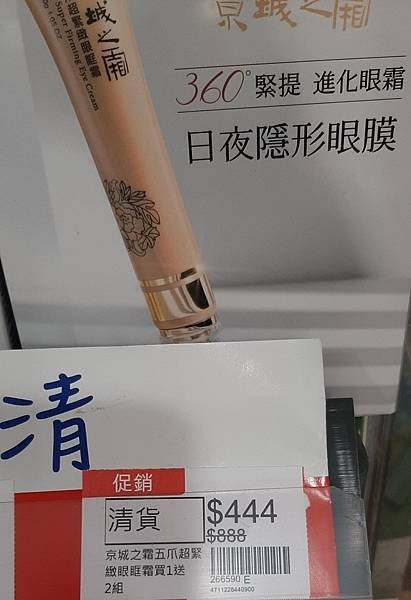 京城之霜
城之霜
超緊緻眼眶霜
Super Firming Eye Cream
360°緊提 進化眼霜
日夜隱形眼膜
清
促銷
清貨
$444
$888
京城之霜五爪超緊
緻眼眶霜買1送
2組
266590 E
4711228440900